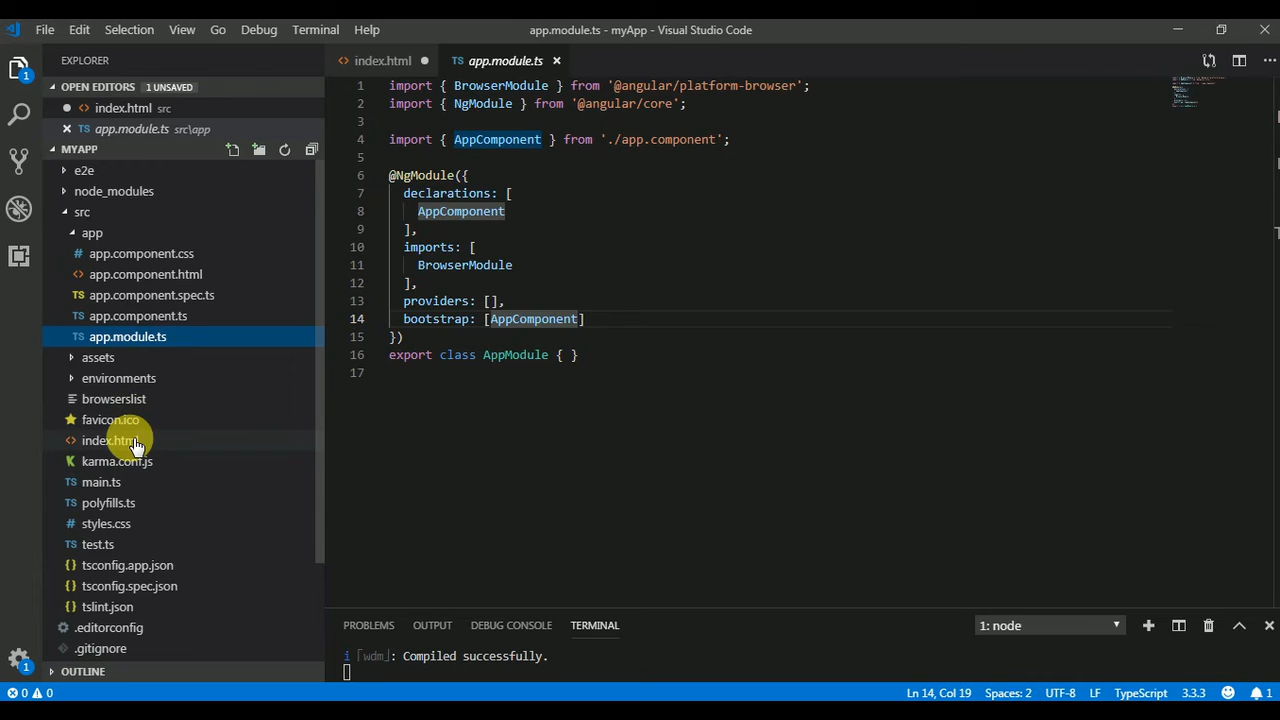 File Edit Selection View Go Debug Terminal Help
app.module.ts - myApp - Visual Studio Code
EXPLORER
OPEN EDITORS 1 UNSAVED
index.html src
app.module.ts src\app
MYAPP
e2e
node_modules
src
app
app.component.css
app.component.html
app.component.spec.ts
app.component.ts
app.module.ts
assets
environments
browserslist
favicon.ico
index.html
karma.conf.js
main.ts
polyfills.ts
styles.css
test.ts
tsconfig.app.json
tsconfig.spec.json
tslint.json
.editorconfig
.gitignore
OUTLINE
1
1
index.html
app.module.ts
1 import { BrowserModule } from '@angular/platform-browser';
2 import { NgModule } from '@angular/core';
3
4 import { AppComponent } from './app.component';
5
6 @NgModule({
7 declarations: [
8 AppComponent
9 ],
10 imports: [
11 BrowserModule
12 ],
13 providers: [],
14 bootstrap: [AppComponent]
15 })
16 export class AppModule { }
17
PROBLEMS OUTPUT DEBUG CONSOLE TERMINAL 1: node
i ｢wdm｣: Compiled successfully.
0 0 Ln 14, Col 19 Spaces: 2 UTF-8 LF TypeScript 3.3.3 1